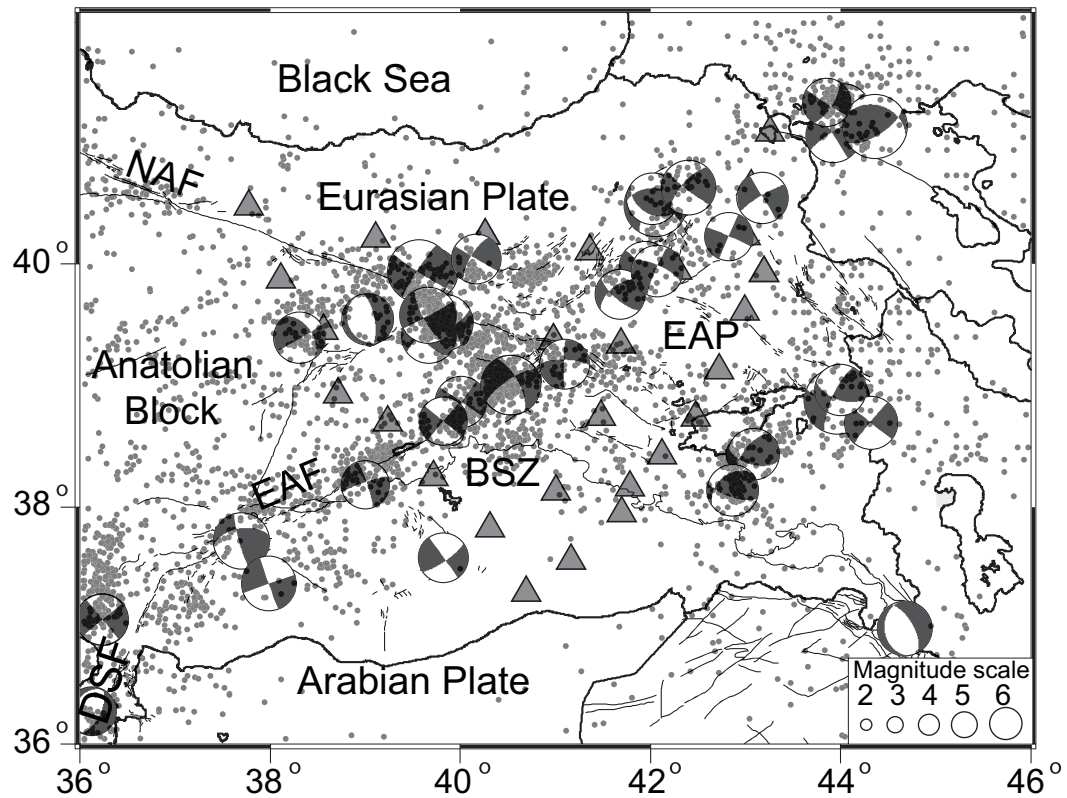 Black Sea
NAF
Eurasian Plate
40°
EAP
Anatolian
Block
EAF
BSZ
38°
DSF
Arabian Plate
Magnitude scale
2 3 4 5 6
36°
36° 38° 40° 42° 44° 46°